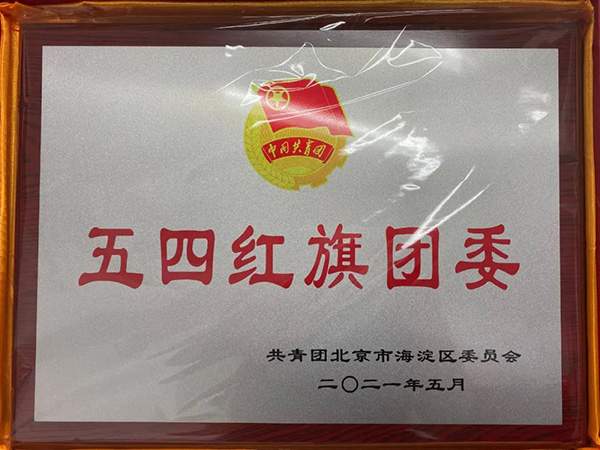 中国共青团
五四红旗团委
共青团北京市海淀区委员会
二〇二一年五月